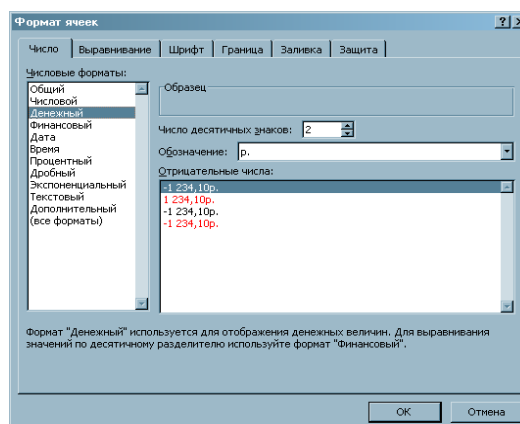 Формат ячеек
Число Выравнивание Шрифт Граница Заливка Защита
Числовые форматы:
Общий
Числовой
Денежный
Финансовый
Дата
Время
Процентный
Дробный
Экспоненциальный
Текстовый
Дополнительный
(все форматы)
Образец
Число десятичных знаков: 2
Обозначение: р.
Отрицательные числа:
-1 234,10р.
1 234,10р.
-1 234,10р.
-1 234,10р.
Формат "Денежный" используется для отображения денежных величин. Для выравнивания
значений по десятичному разделителю используйте формат "Финансовый".
ОК Отмена